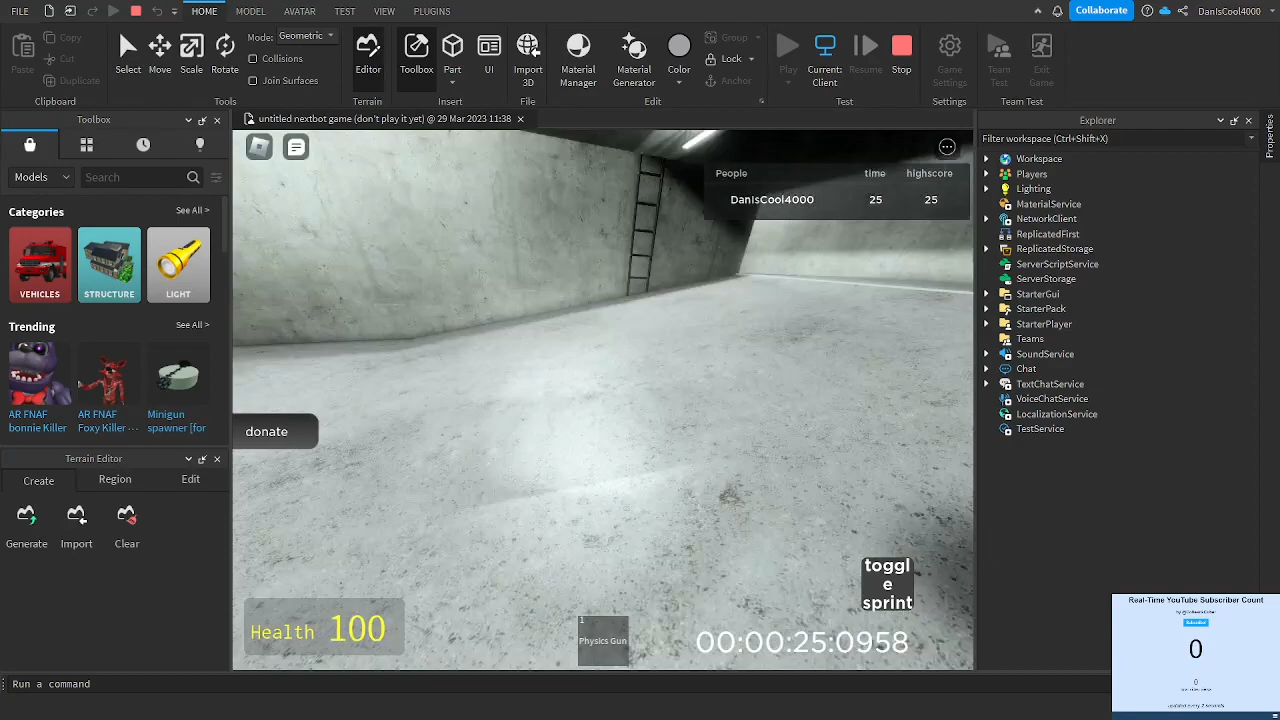 FILE HOME MODEL AVATAR TEST VIEW PLUGINS Collaborate DanIsCool4000
Copy Mode: Geometric Group
Cut Collisions Lock
Paste Duplicate Select Move Scale Rotate Join Surfaces Editor Toolbox Part UI Import 3D Material Manager Material Generator Color Anchor Play Current: Client Resume Stop Game Settings Team Test Exit Game
Clipboard Tools Terrain Insert File Edit Test Settings Team Test
Toolbox
untitled nextbot game (don't play it yet) @ 29 Mar 2023 11:38
Explorer
Properties
Models Search
Categories See All >
VEHICLES STRUCTURE LIGHT
Trending See All >
AR FNAF bonnie Killer
AR FNAF Foxy Killer...
Minigun spawner [for
Terrain Editor
Create Region Edit
Generate Import Clear
People time highscore
DanIsCool4000 25 25
donate
toggl
e
sprint
Health 100
1
Physics Gun
00:00:25:0958
Filter workspace (Ctrl+Shift+X)
Workspace
Players
Lighting
MaterialService
NetworkClient
ReplicatedFirst
ReplicatedStorage
ServerScriptService
ServerStorage
StarterGui
StarterPack
StarterPlayer
Teams
SoundService
Chat
TextChatService
VoiceChatService
LocalizationService
TestService
Run a command
Real-Time YouTube Subscriber Count
0
0